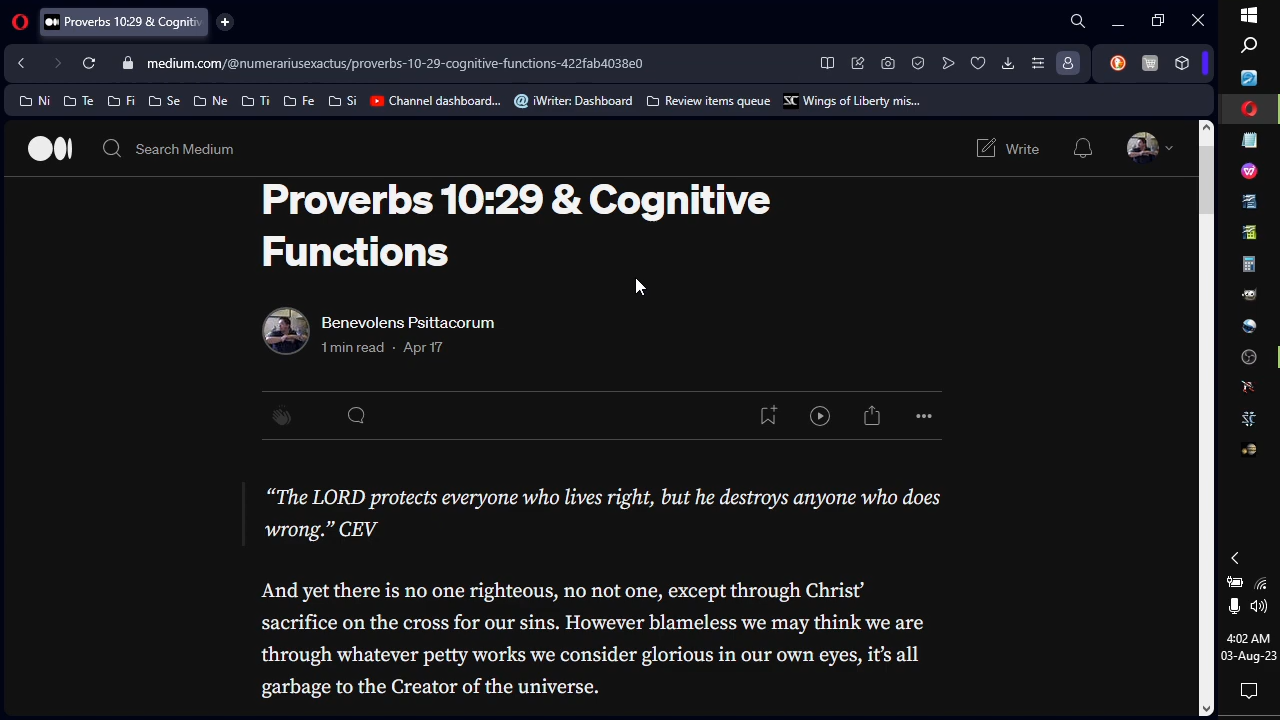 Proverbs 10:29 & Cogniti
medium.com/@numerariusexactus/proverbs-10-29-cognitive-functions-422fab4038e0
Ni Te Fi Se Ne Ti Fe Si Channel dashboard... iWriter: Dashboard Review items queue Wings of Liberty mis...
Search Medium Write
Proverbs 10:29 & Cognitive
Functions
Benevolens Psittacorum
1 min read · Apr 17
“The LORD protects everyone who lives right, but he destroys anyone who does
wrong.” CEV
And yet there is no one righteous, no not one, except through Christ’
sacrifice on the cross for our sins. However blameless we may think we are
through whatever petty works we consider glorious in our own eyes, it’s all
garbage to the Creator of the universe.
4:02 AM
03-Aug-23